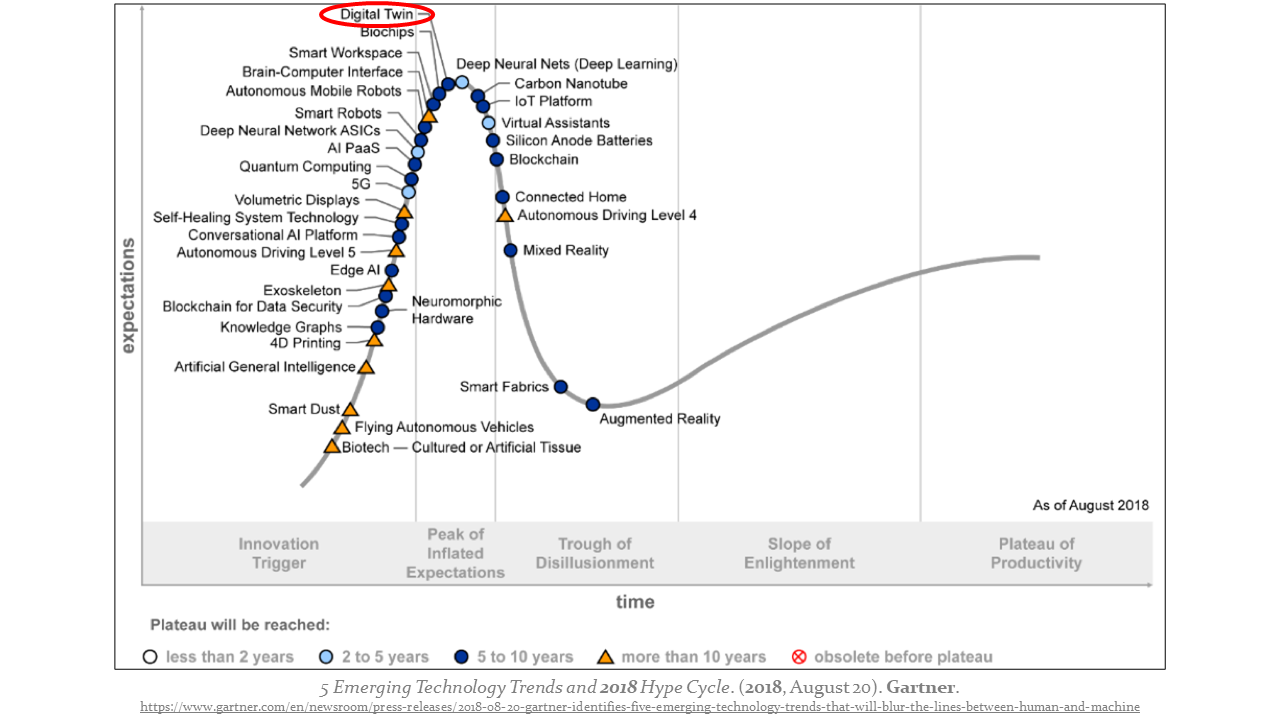 Digital Twin
Biochips
Smart Workspace
Brain-Computer Interface
Autonomous Mobile Robots
Smart Robots
Deep Neural Network ASICs
AI PaaS
Quantum Computing
5G
Volumetric Displays
Self-Healing System Technology
Conversational AI Platform
Autonomous Driving Level 5
Edge AI
Exoskeleton
Blockchain for Data Security
Neuromorphic
Hardware
Knowledge Graphs
4D Printing
Artificial General Intelligence
Smart Dust
Flying Autonomous Vehicles
Biotech — Cultured or Artificial Tissue
Deep Neural Nets (Deep Learning)
Carbon Nanotube
IoT Platform
Virtual Assistants
Silicon Anode Batteries
Blockchain
Connected Home
Autonomous Driving Level 4
Mixed Reality
Smart Fabrics
Augmented Reality
expectations
As of August 2018
Innovation
Trigger
Peak of
Inflated
Expectations
Trough of
Disillusionment
Slope of
Enlightenment
Plateau of
Productivity
time
Plateau will be reached:
less than 2 years
2 to 5 years
5 to 10 years
more than 10 years
obsolete before plateau
5 Emerging Technology Trends and 2018 Hype Cycle. (2018, August 20). Gartner.
https://www.gartner.com/en/newsroom/press-releases/2018-08-20-gartner-identifies-five-emerging-technology-trends-that-will-blur-the-lines-between-human-and-machine